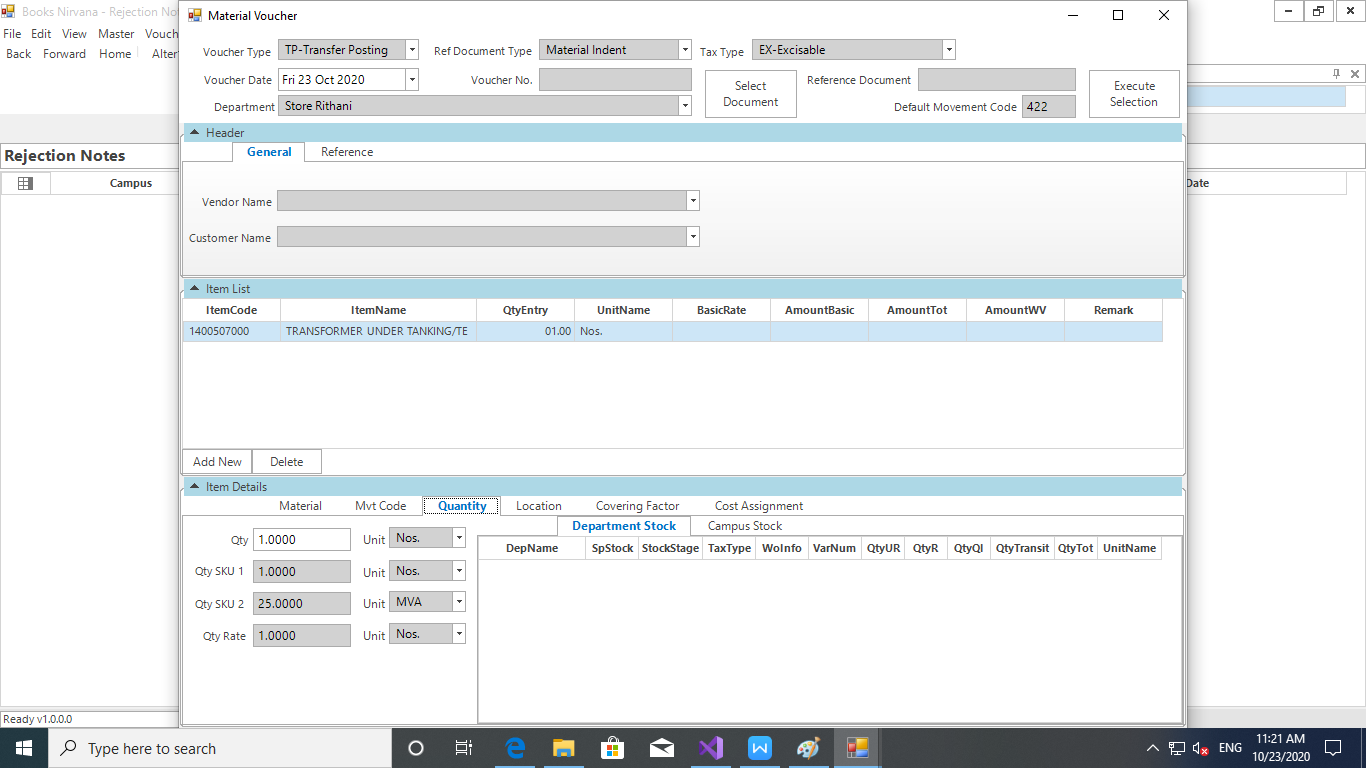 Books Nirvana - Rejection Note
Material Voucher
File Edit View Master Vouch
Back Forward Home Alter
Voucher Type TP-Transfer Posting Ref Document Type Material Indent Tax Type EX-Excisable
Voucher Date Fri 23 Oct 2020 Voucher No. Select Document Reference Document Execute Selection
Department Store Rithani Default Movement Code 422
Header
General Reference
Rejection Notes
Campus Date
Vendor Name
Customer Name
Item List
ItemCode ItemName QtyEntry UnitName BasicRate AmountBasic AmountTot AmountWV Remark
1400507000 TRANSFORMER UNDER TANKING/TE 01.00 Nos.
Add New Delete
Item Details
Material Mvt Code Quantity Location Covering Factor Cost Assignment
Department Stock Campus Stock
Qty 1.0000 Unit Nos.
DepName SpStock StockStage TaxType WoInfo VarNum QtyUR QtyR QtyQI QtyTransit QtyTot UnitName
Qty SKU 1 1.0000 Unit Nos.
Qty SKU 2 25.0000 Unit MVA
Qty Rate 1.0000 Unit Nos.
Ready v1.0.0.0
Type here to search
ENG
11:21 AM
10/23/2020